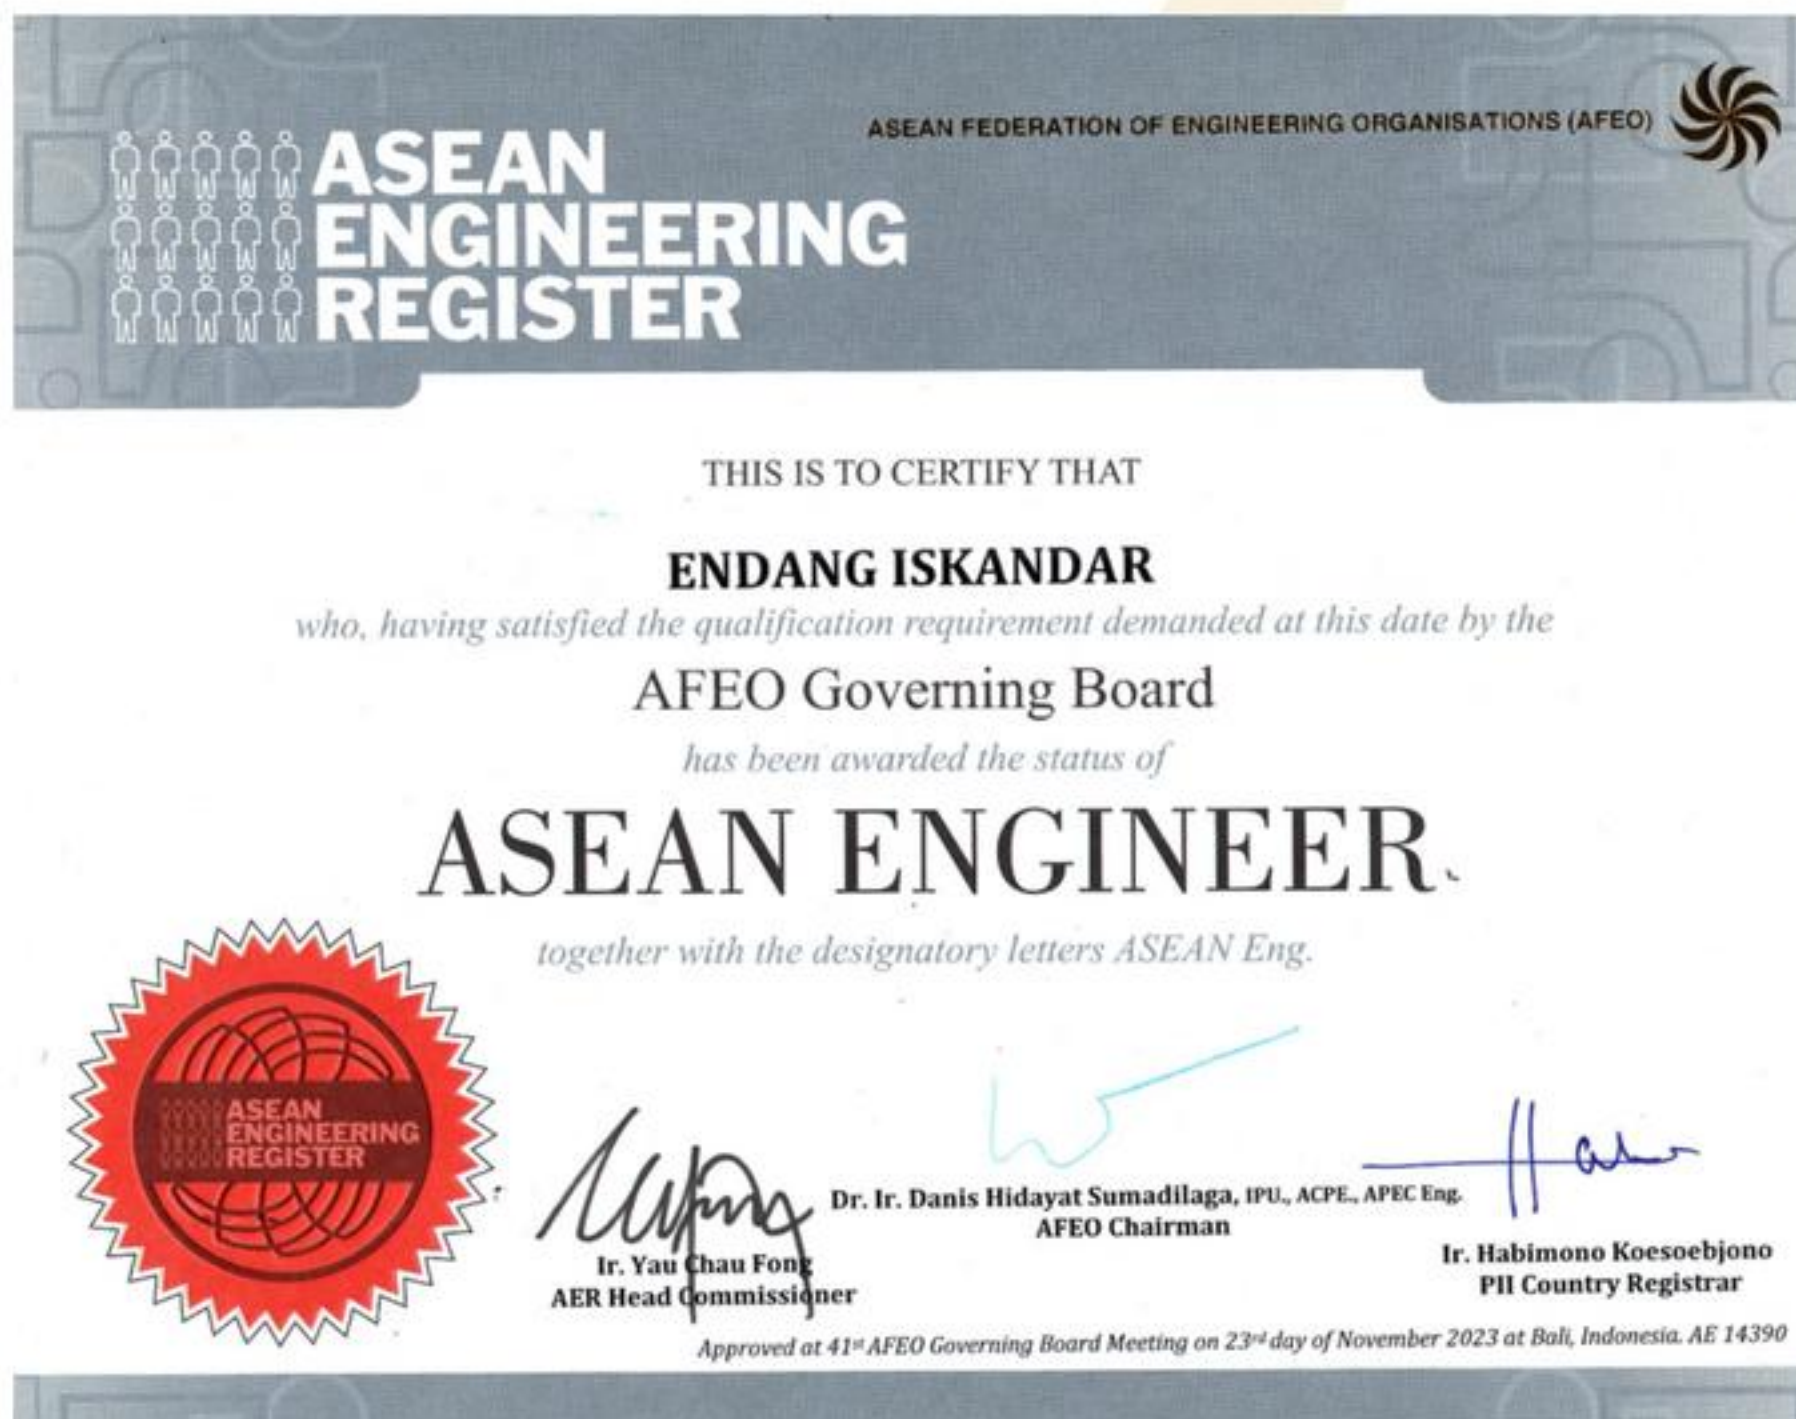 ASEAN FEDERATION OF ENGINEERING ORGANISATIONS (AFEO)
ASEAN
ENGINEERING
REGISTER
THIS IS TO CERTIFY THAT
ENDANG ISKANDAR
who, having satisfied the qualification requirement demanded at this date by the
AFEO Governing Board
has been awarded the status of
ASEAN ENGINEER
together with the designatory letters ASEAN Eng.
ASEAN
ENGINEERING
REGISTER
Ir. Yau Chau Fong
AER Head Commissioner
Dr. Ir. Danis Hidayat Sumadilaga, IPU., ACPE., APEC Eng.
AFEO Chairman
Ir. Habimono Koesoebjono
PII Country Registrar
Approved at 41st AFEO Governing Board Meeting on 23rd day of November 2023 at Bali, Indonesia. AE 14390